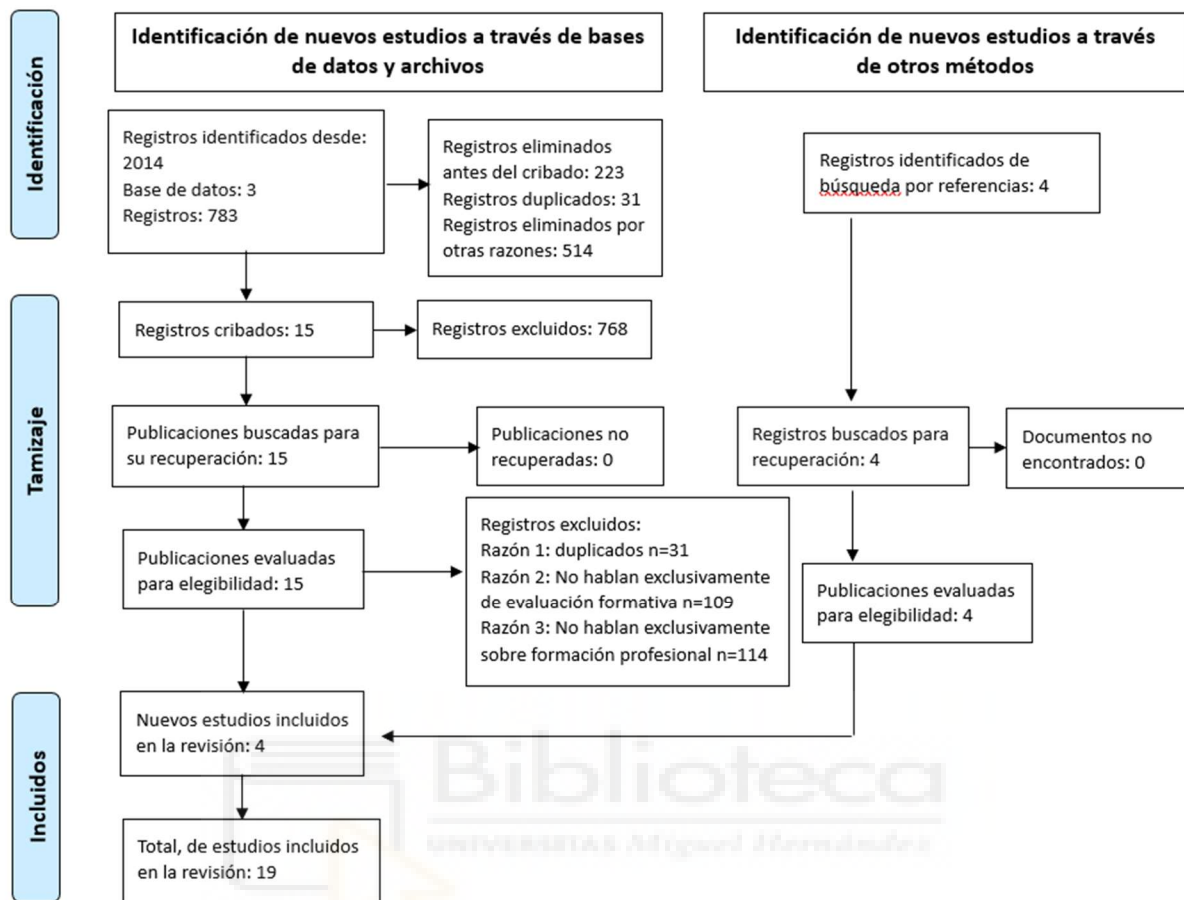 Identificación
Identificación de nuevos estudios a través de bases
de datos y archivos
Identificación de nuevos estudios a través
de otros métodos
Registros identificados desde:
2014
Base de datos: 3
Registros: 783
Registros eliminados
antes del cribado: 223
Registros duplicados: 31
Registros eliminados por
otras razones: 514
Registros identificados de
búsqueda por referencias: 4
Tamizaje
Registros cribados: 15
Registros excluidos: 768
Publicaciones buscadas para
su recuperación: 15
Publicaciones no
recuperadas: 0
Registros buscados para
recuperación: 4
Documentos no
encontrados: 0
Publicaciones evaluadas
para elegibilidad: 15
Registros excluidos:
Razón 1: duplicados n=31
Razón 2: No hablan exclusivamente
de evaluación formativa n=109
Razón 3: No hablan exclusivamente
sobre formación profesional n=114
Publicaciones evaluadas
para elegibilidad: 4
Incluidos
Nuevos estudios incluidos
en la revisión: 4
Total, de estudios incluidos
en la revisión: 19
Biblioteca
UNIVERSITAS Miguel Hernández